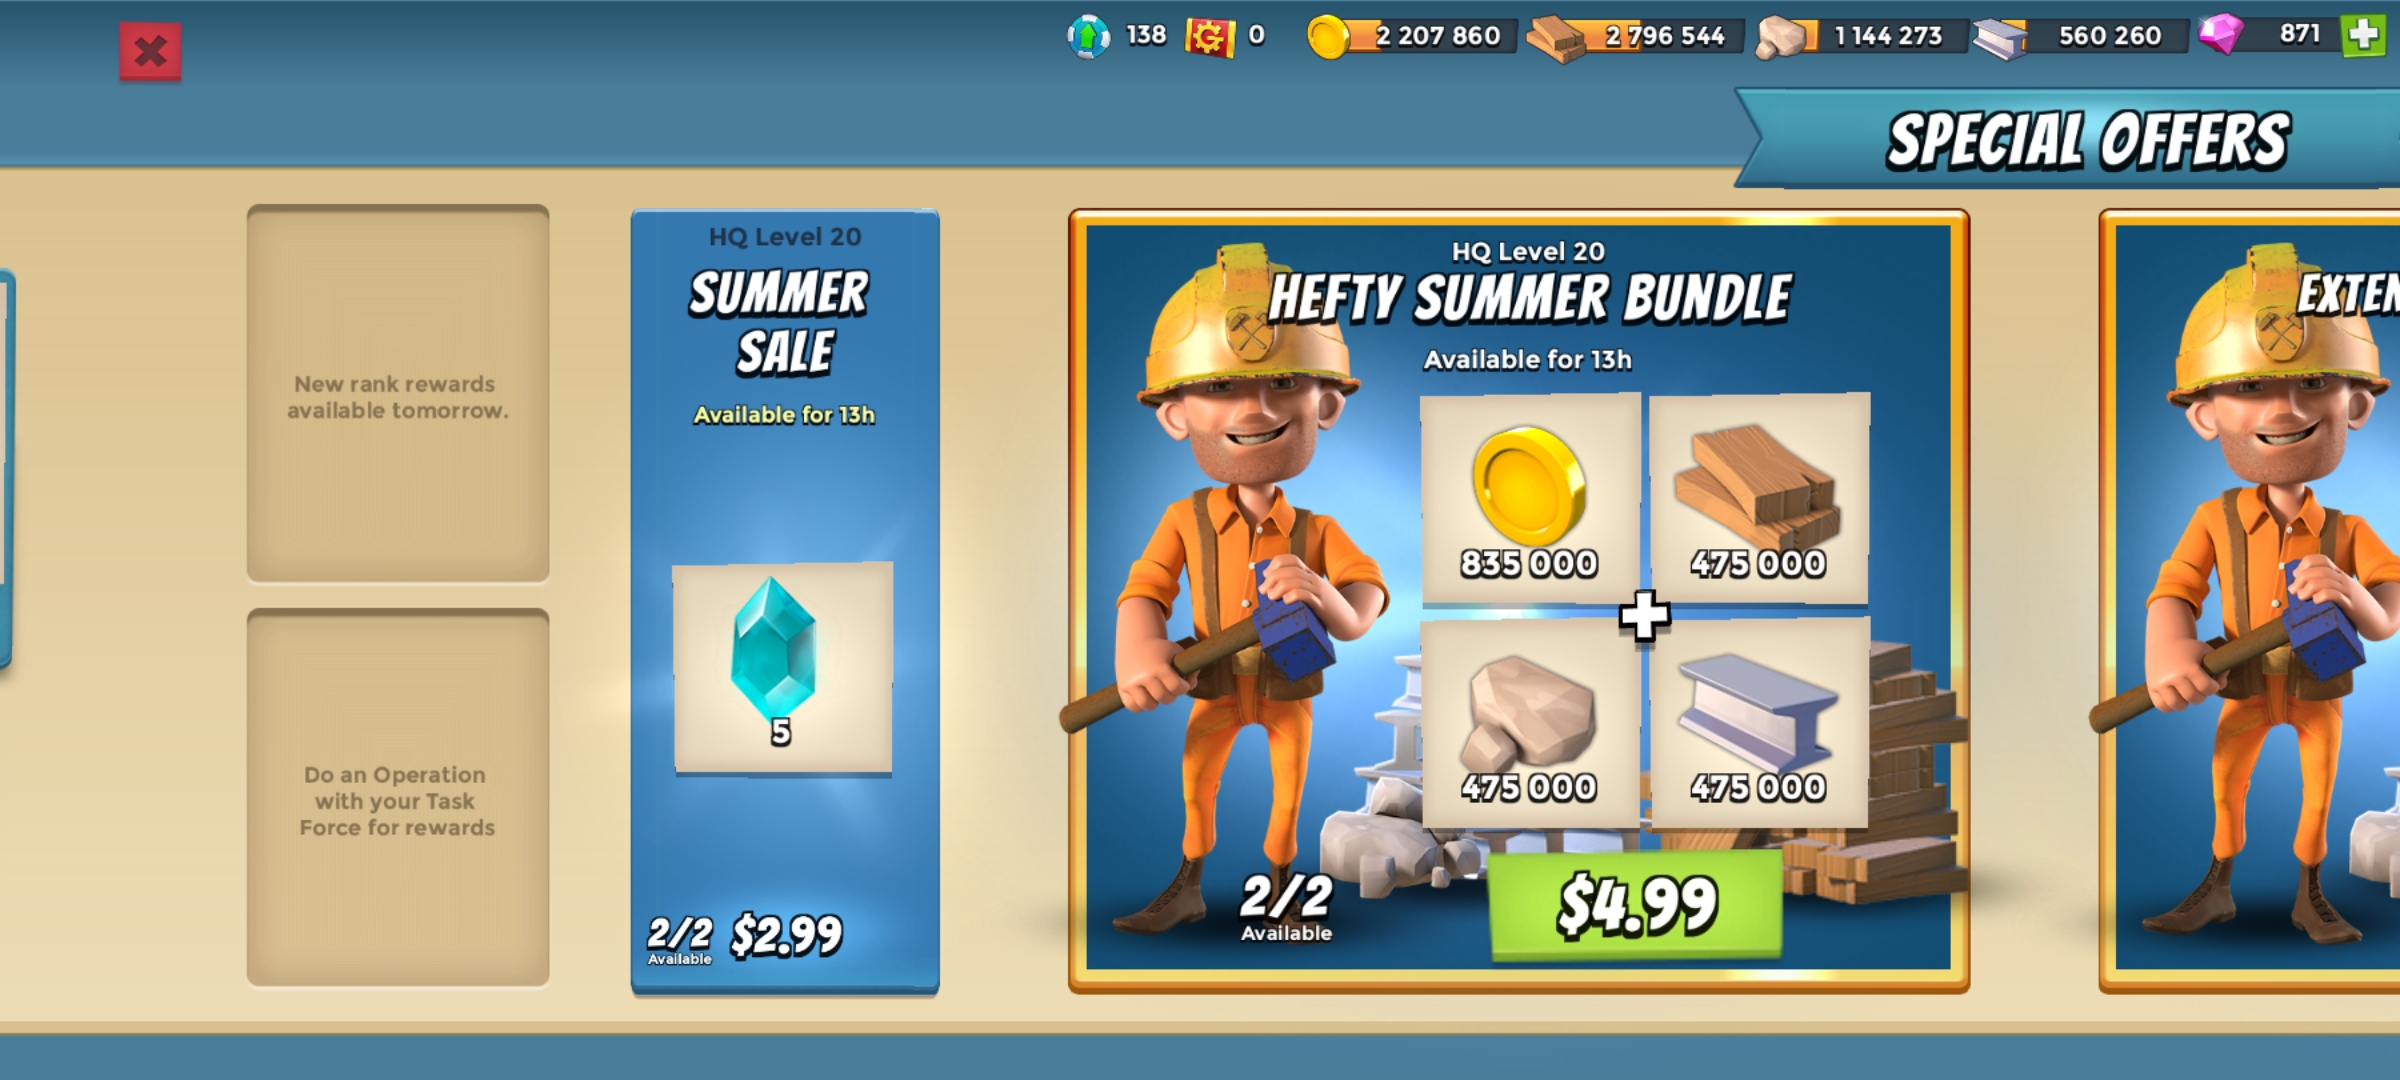 138
0
2 207 860
2 796 544
1 144 273
560 260
871
SPECIAL OFFERS
New rank rewards
available tomorrow.
Do an Operation
with your Task
Force for rewards
HQ Level 20
SUMMER
SALE
Available for 13h
5
2/2
Available
$2.99
HQ Level 20
HEFTY SUMMER BUNDLE
Available for 13h
835 000
475 000
475 000
475 000
2/2
Available
$4.99